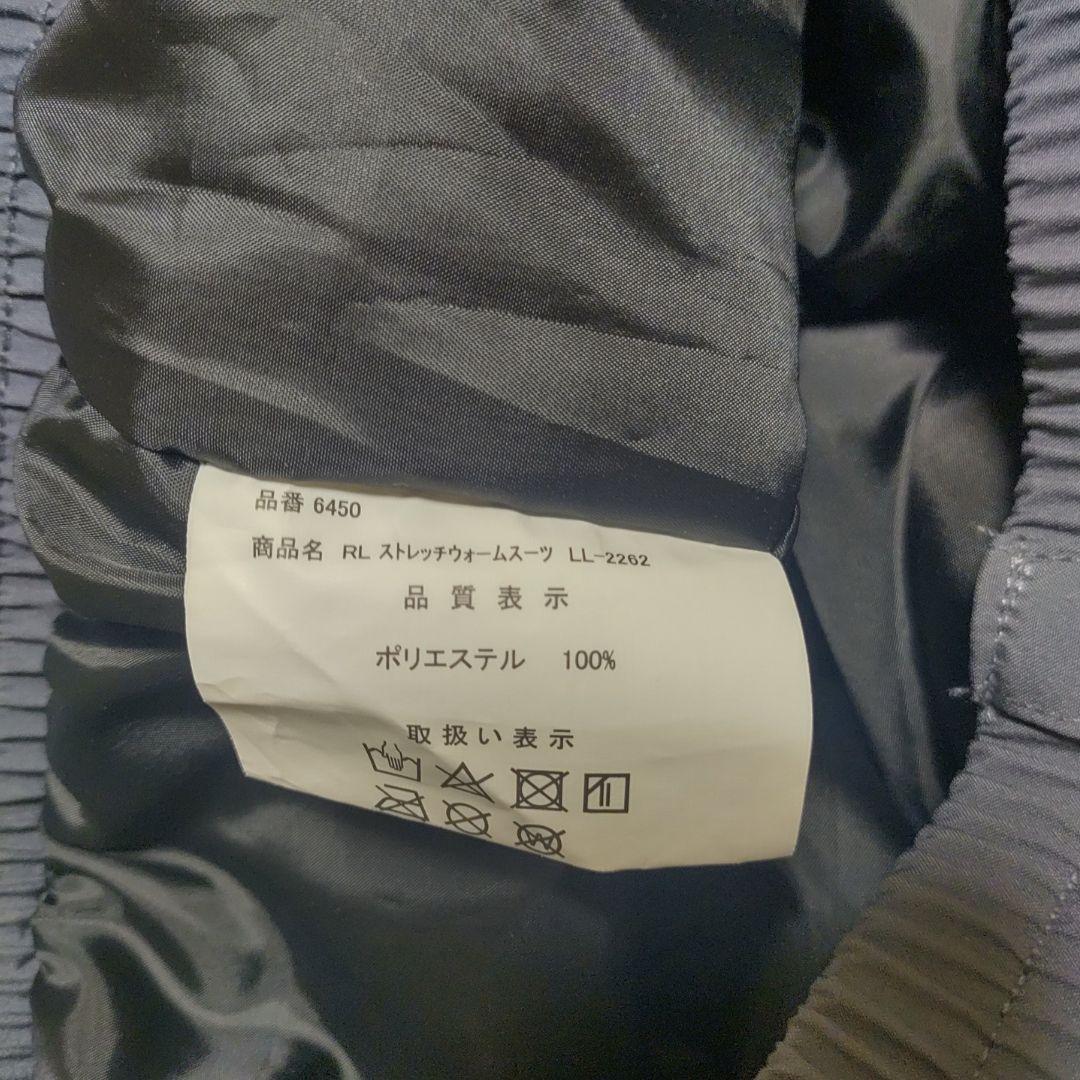 品番 6450
商品名 RL ストレッチウォームスーツ LL-2262
品質表示
ポリエステル 100%
取扱い表示